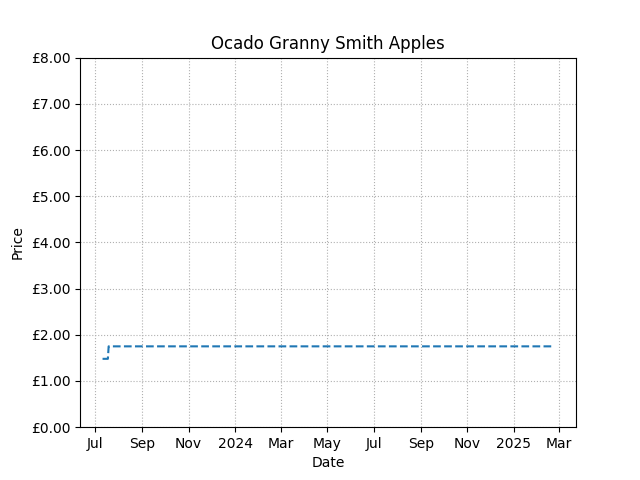 Ocado Granny Smith Apples
£8.00
£7.00
£6.00
£5.00
£4.00
£3.00
£2.00
£1.00
£0.00
Price
Jul Sep Nov 2024 Mar May Jul Sep Nov 2025 Mar
Date